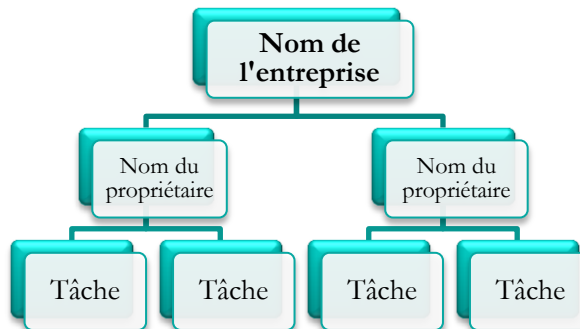 Nom de
l'entreprise
Nom du
propriétaire
Nom du
propriétaire
Tâche
Tâche
Tâche
Tâche